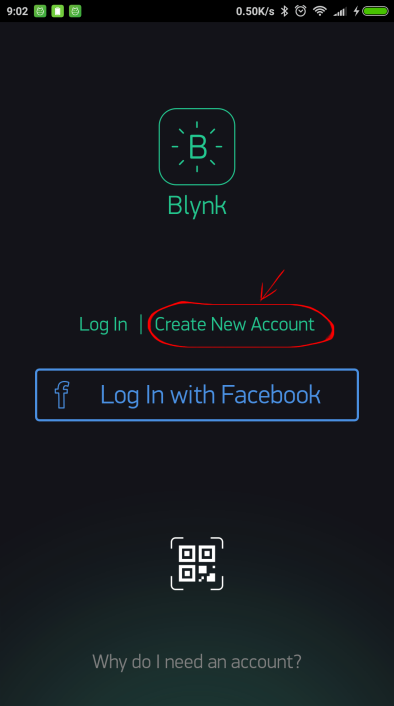 9:02 0.50K/s
B
Blynk
Log In | Create New Account
f Log In with Facebook
Why do I need an account?